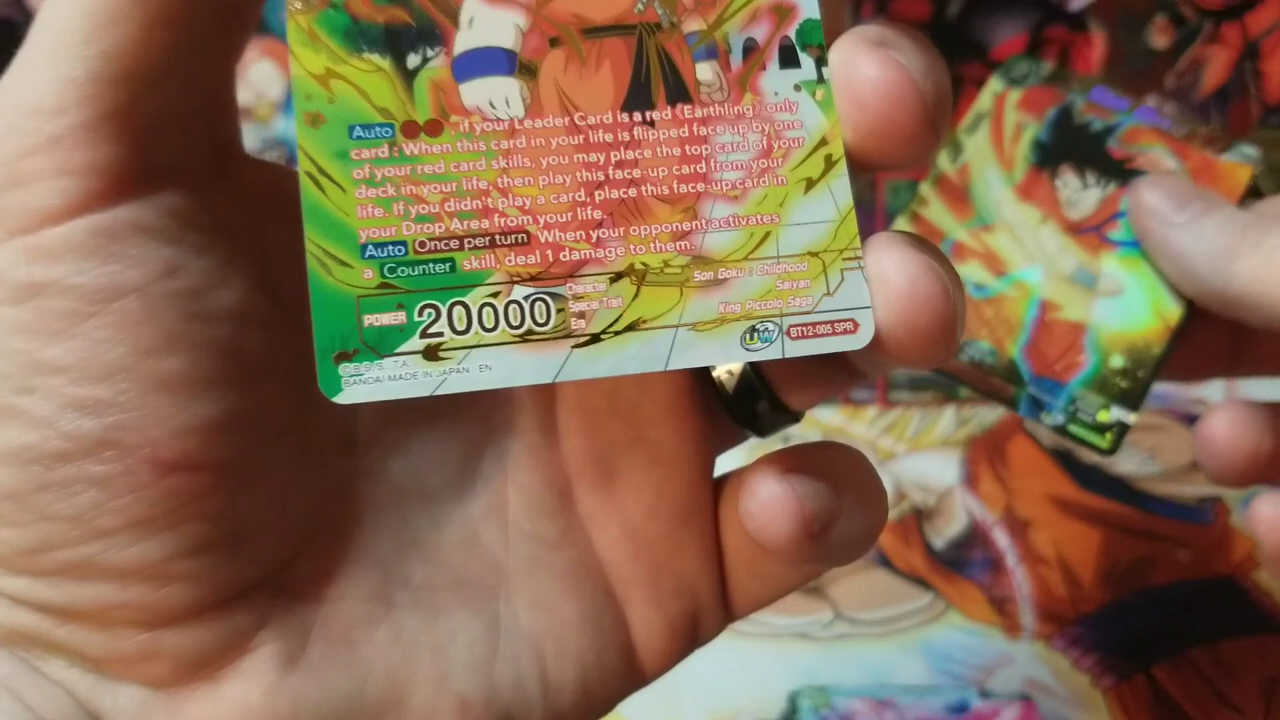 Auto , if your Leader Card is a red 《Earthling》 only
card : When this card in your life is flipped face up by one
of your red card skills, you may place the top card of your
deck in your life, then play this face-up card from your
life. If you didn't play a card, place this face-up card in
your Drop Area from your life.
Auto Once per turn When your opponent activates
a Counter skill, deal 1 damage to them.
POWER 20000
Character Son Goku : Childhood
Special Trait Saiyan
Era King Piccolo Saga
UW BT12-005 SPR
©B.S./S., T.A.
BANDAI MADE IN JAPAN EN